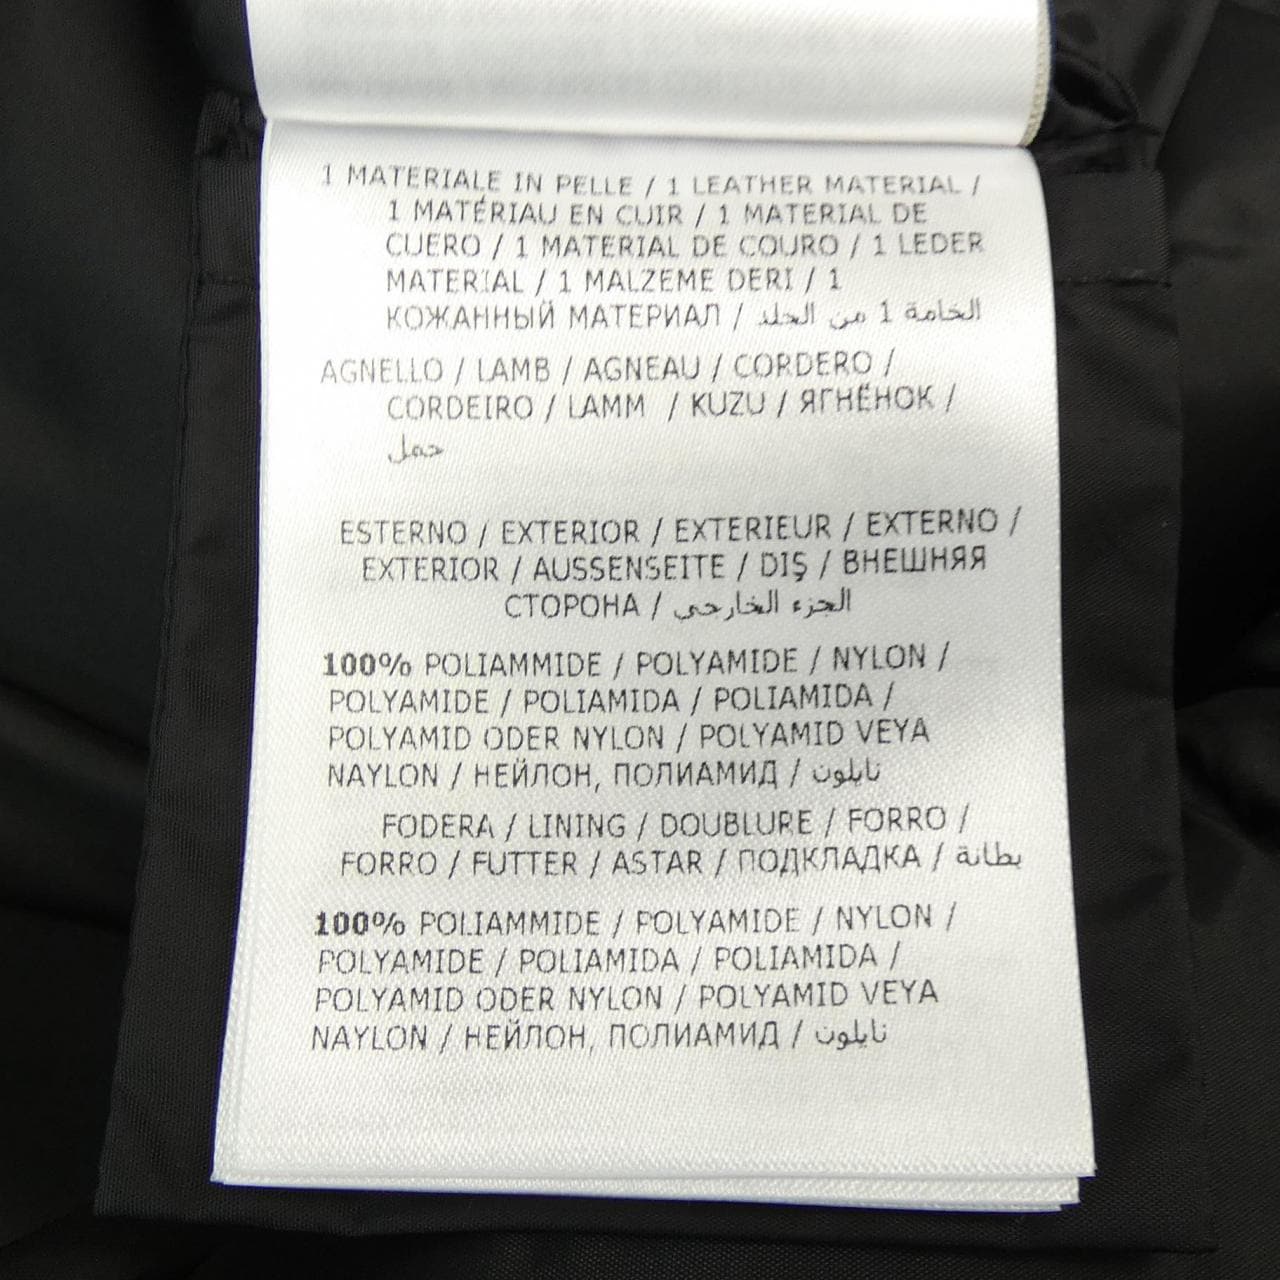 1 MATERIALE IN PELLE / 1 LEATHER MATERIAL /
1 MATÉRIAU EN CUIR / 1 MATERIAL DE
CUERO / 1 MATERIAL DE COURO / 1 LEDER
MATERIAL / 1 MALZEME DERI / 1
КОЖАННЫЙ МАТЕРИАЛ / الخامة 1 من الجلد
AGNELLO / LAMB / AGNEAU / CORDERO /
CORDEIRO / LAMM / KUZU / ЯГНЁНОК /
حمل
ESTERNO / EXTERIOR / EXTERIEUR / EXTERNO /
EXTERIOR / AUSSENSEITE / DIŞ / ВНЕШНЯЯ
СТОРОНА / الجزء الخارجي
100% POLIAMMIDE / POLYAMIDE / NYLON /
POLYAMIDE / POLIAMIDA / POLIAMIDA /
POLYAMID ODER NYLON / POLYAMID VEYA
NAYLON / НЕЙЛОН, ПОЛИАМИД / نايلون
FODERA / LINING / DOUBLURE / FORRO /
FORRO / FUTTER / ASTAR / ПОДКЛАДКА / بطانة
100% POLIAMMIDE / POLYAMIDE / NYLON /
POLYAMIDE / POLIAMIDA / POLIAMIDA /
POLYAMID ODER NYLON / POLYAMID VEYA
NAYLON / НЕЙЛОН, ПОЛИАМИД / نايلون